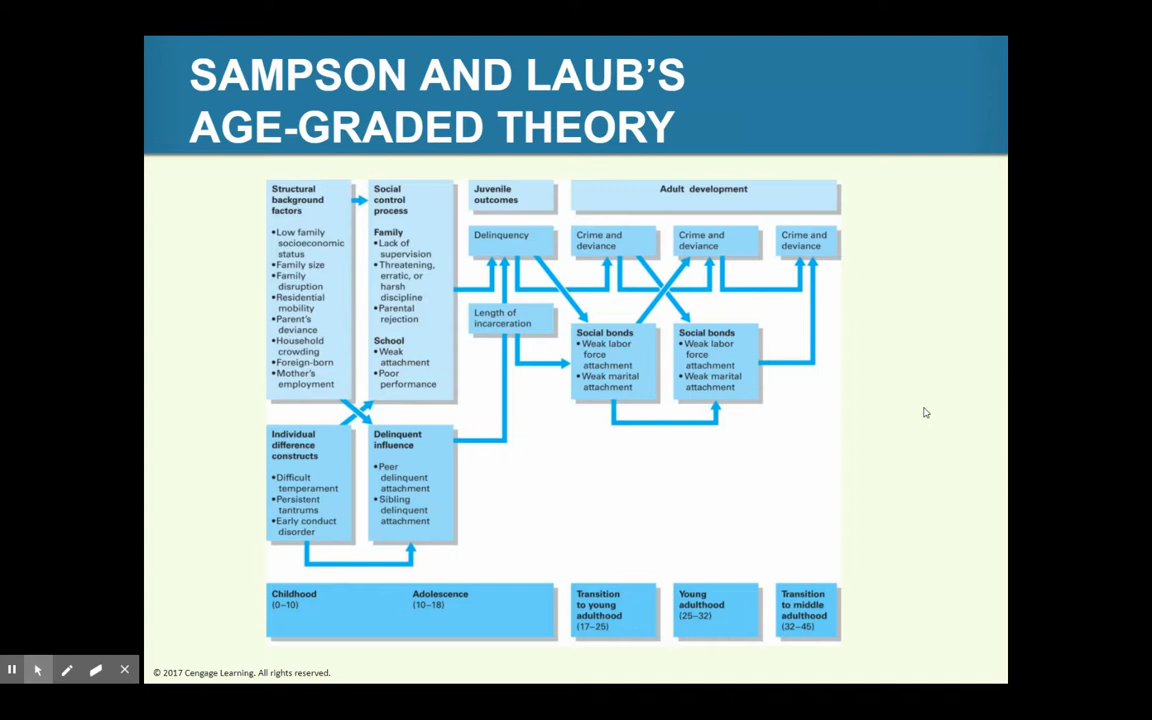 SAMPSON AND LAUB'S
AGE-GRADED THEORY
Structural
background
factors
•Low family
socioeconomic
status
•Family size
•Family
disruption
•Residential
mobility
•Parent's
deviance
•Household
crowding
•Foreign-born
•Mother's
employment
Social
control
process
Family
•Lack of
supervision
•Threatening,
erratic, or
harsh
discipline
•Parental
rejection
School
•Weak
attachment
•Poor
performance
Juvenile
outcomes
Adult development
Delinquency
Crime and
deviance
Crime and
deviance
Crime and
deviance
Length of
incarceration
Social bonds
•Weak labor
force
attachment
•Weak marital
attachment
Social bonds
•Weak labor
force
attachment
•Weak marital
attachment
Individual
difference
constructs
•Difficult
temperament
•Persistent
tantrums
•Early conduct
disorder
Delinquent
influence
•Peer
delinquent
attachment
•Sibling
delinquent
attachment
Childhood
(0–10)
Adolescence
(10–18)
Transition
to young
adulthood
(17–25)
Young
adulthood
(25–32)
Transition
to middle
adulthood
(32–45)
© 2017 Cengage Learning. All rights reserved.